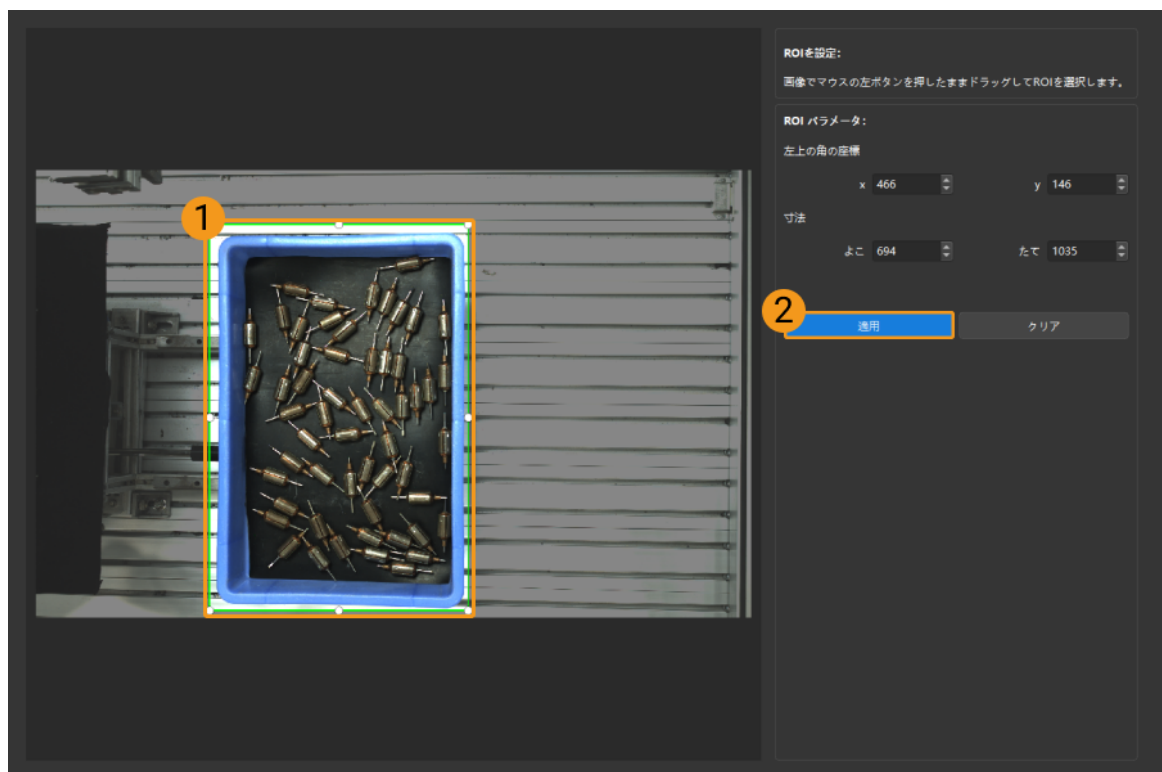 ROIを設定:
画像でマウスの左ボタンを押したままドラッグしてROIを選択します。
ROI パラメータ:
左上の角の座標
x 466 y 146
寸法
1
よこ 694 たて 1035
2
適用 クリア